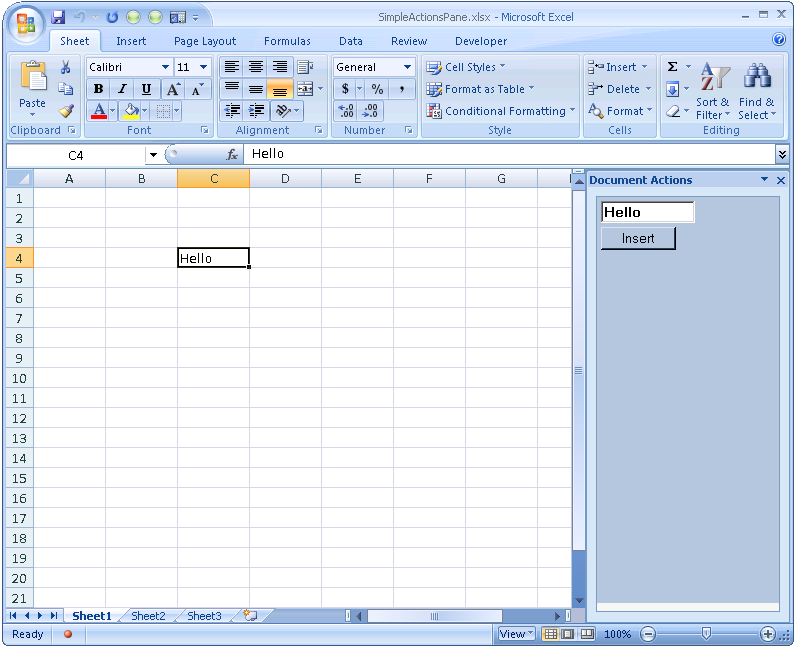 SimpleActionsPane.xlsx - Microsoft Excel
Sheet Insert Page Layout Formulas Data Review Developer
Calibri 11 General Cell Styles Insert Σ
Paste B I U A A $ % , Format as Table Delete Sort & Filter Find & Select
A .00 .0 Conditional Formatting Format
Clipboard Font Alignment Number Style Cells Editing
C4 fx Hello
A B C D E F G Document Actions
1 Hello
2
3 Insert
4 Hello
5
6
7
8
9
10
11
12
13
14
15
16
17
18
19
20
21
Sheet1 Sheet2 Sheet3
Ready View 100%